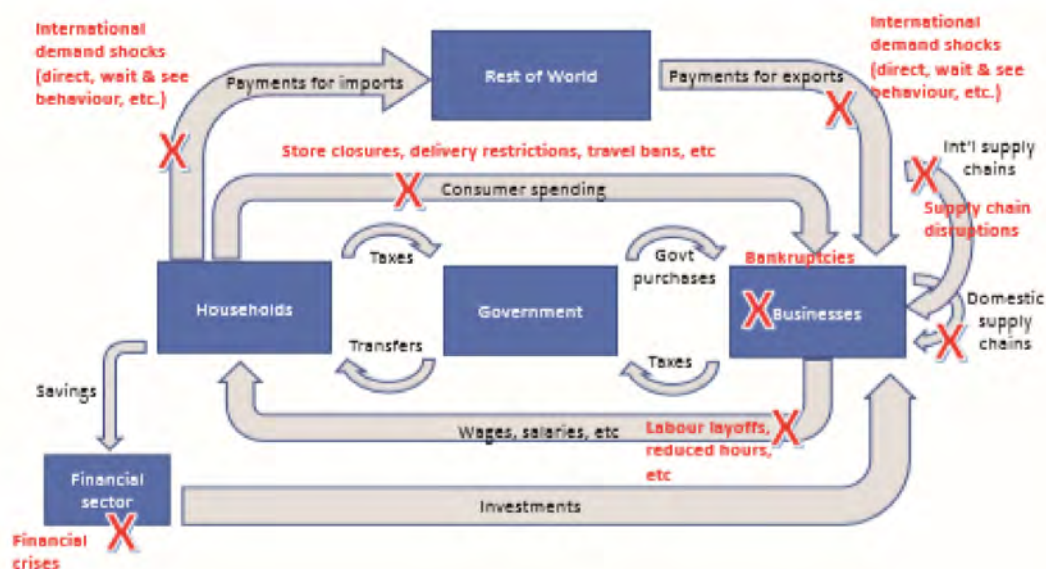 International
demand shocks
(direct, wait & see
behaviour, etc.)
Payments for imports
Rest of World
Payments for exports
International
demand shocks
(direct, wait & see
behaviour, etc.)
Store closures, delivery restrictions, travel bans, etc
Consumer spending
Int'l supply
chains
Supply chain
disruptions
Taxes
Govt
purchases
Bankruptcies
Households
Government
Businesses
Domestic
supply
chains
Transfers
Taxes
Savings
Wages, salaries, etc
Labour layoffs,
reduced hours,
etc
Financial
sector
Investments
Financial
crises